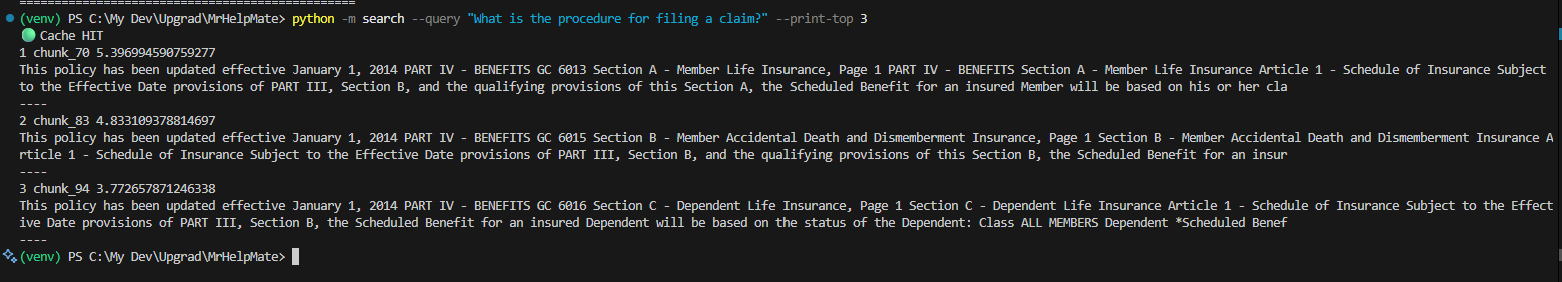 ================================================
(venv) PS C:\My Dev\Upgrad\MrHelpMate> python -m search --query "What is the procedure for filing a claim?" --print-top 3
Cache HIT
1 chunk_70 5.396994590759277
This policy has been updated effective January 1, 2014 PART IV - BENEFITS GC 6013 Section A - Member Life Insurance, Page 1 PART IV - BENEFITS Section A - Member Life Insurance Article 1 - Schedule of Insurance Subject
to the Effective Date provisions of PART III, Section B, and the qualifying provisions of this Section A, the Scheduled Benefit for an insured Member will be based on his or her cla
----
2 chunk_83 4.833109378814697
This policy has been updated effective January 1, 2014 PART IV - BENEFITS GC 6015 Section B - Member Accidental Death and Dismemberment Insurance, Page 1 Section B - Member Accidental Death and Dismemberment Insurance A
rticle 1 - Schedule of Insurance Subject to the Effective Date provisions of PART III, Section B, and the qualifying provisions of this Section B, the Scheduled Benefit for an insur
----
3 chunk_94 3.772657871246338
This policy has been updated effective January 1, 2014 PART IV - BENEFITS GC 6016 Section C - Dependent Life Insurance, Page 1 Section C - Dependent Life Insurance Article 1 - Schedule of Insurance Subject to the Effect
ive Date provisions of PART III, Section B, the Scheduled Benefit for an insured Dependent will be based on the status of the Dependent: Class ALL MEMBERS Dependent *Scheduled Benef
----
(venv) PS C:\My Dev\Upgrad\MrHelpMate>